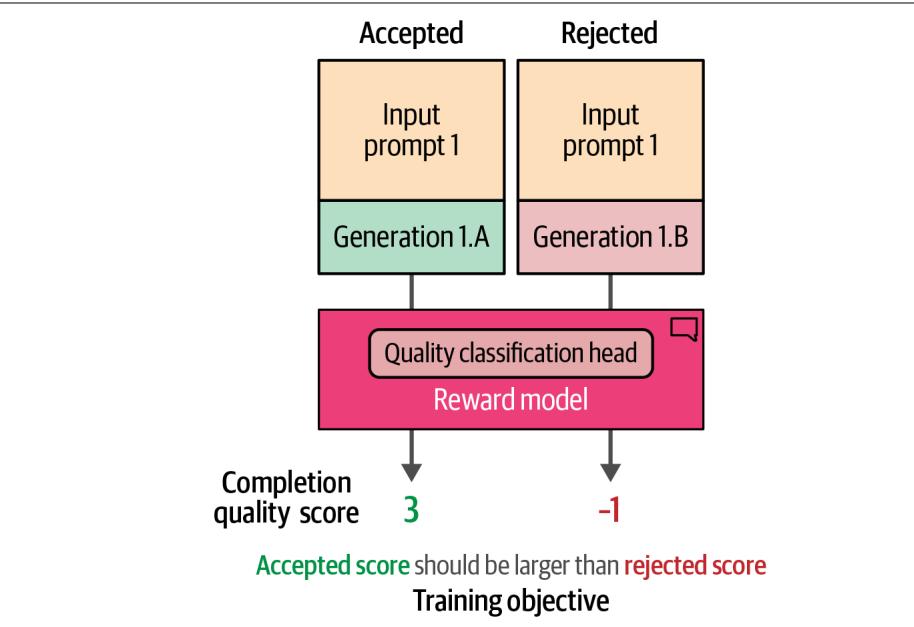 Accepted
Rejected
Input
prompt 1
Input
prompt 1
Generation 1.A
Generation 1.B
Quality classification head
Reward model
Completion
quality score
3
-1
Accepted score should be larger than rejected score
Training objective